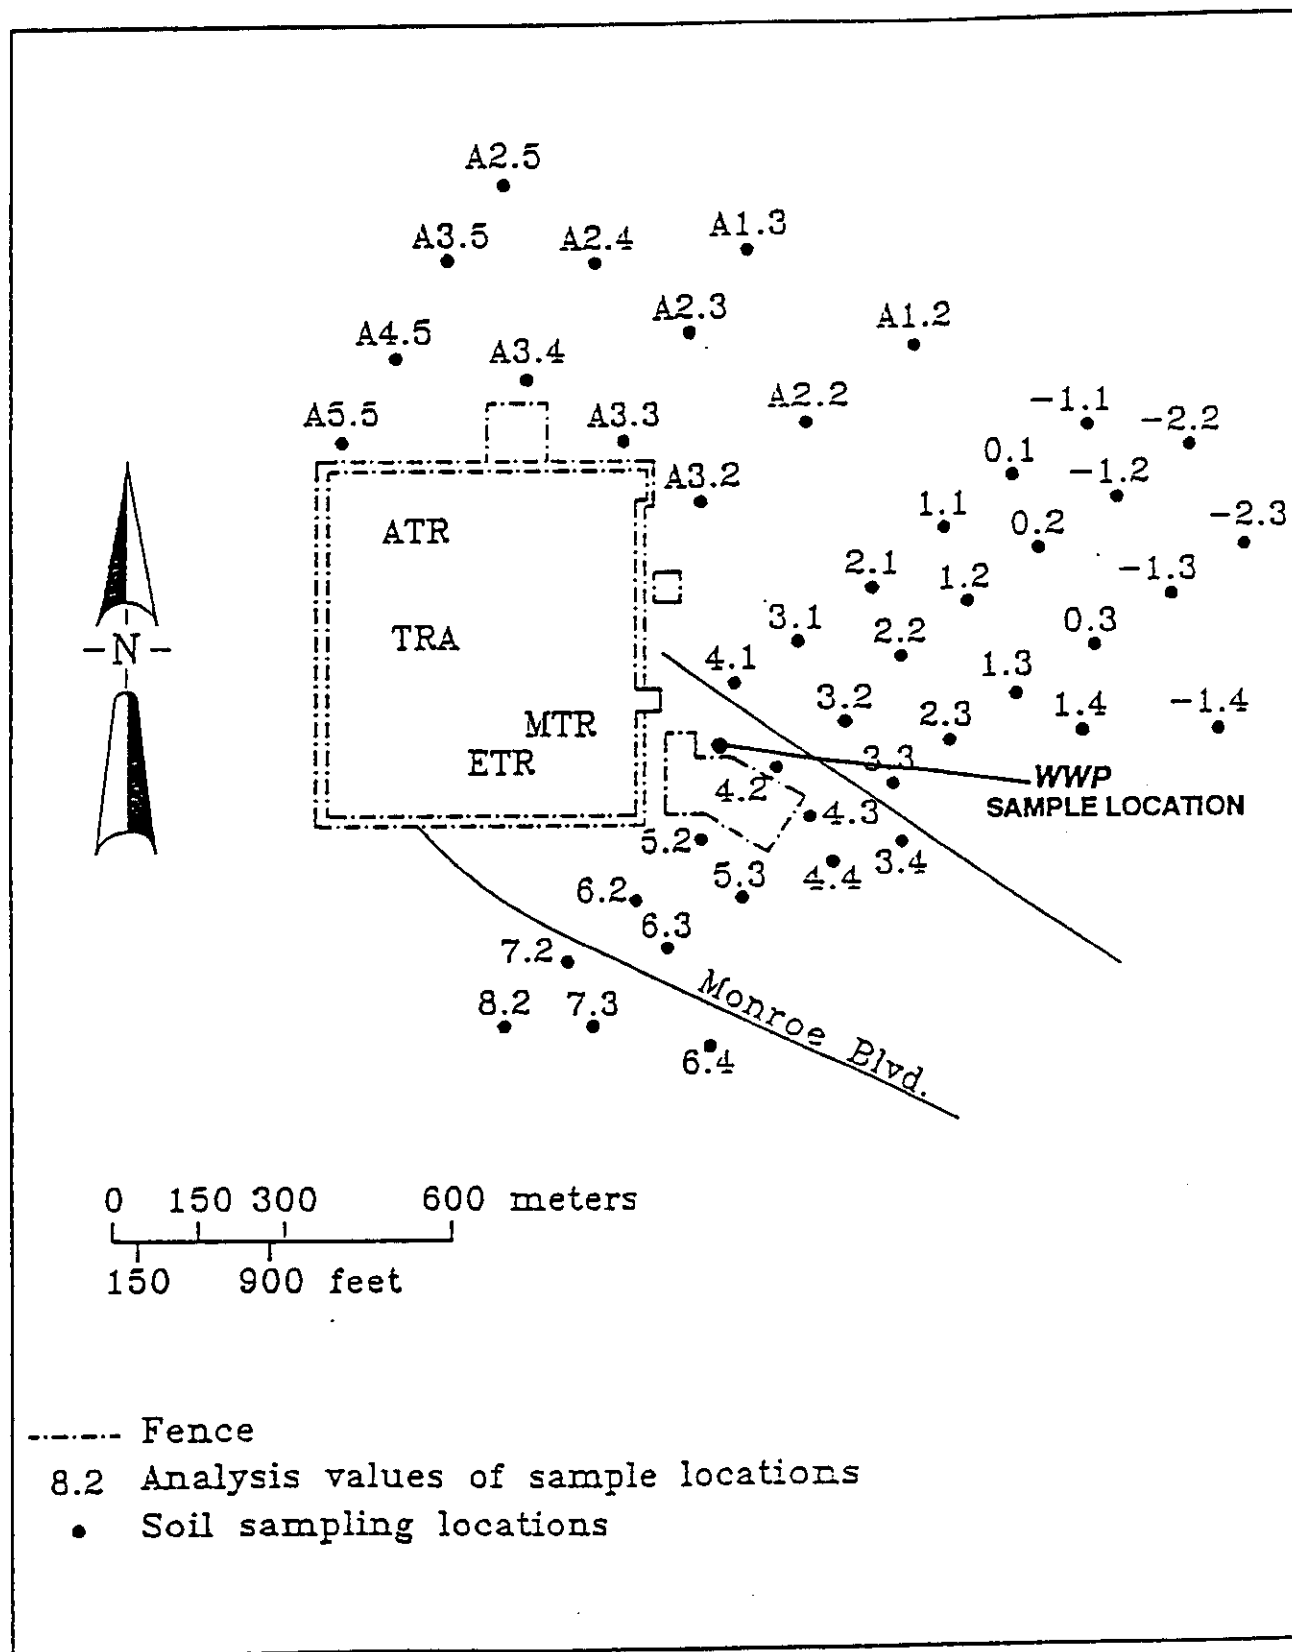 A2.5
A3.5
A2.4
A1.3
A4.5
A3.4
A2.3
A1.2
A5.5
A3.3
A2.2
-1.1
-2.2
A3.2
0.1
-1.2
ATR
1.1
0.2
-2.3
2.1
1.2
-1.3
TRA
3.1
2.2
0.3
-N-
4.1
1.3
3.2
2.3
1.4
-1.4
MTR
ETR
4.2
3.3
WWP
SAMPLE LOCATION
4.3
5.2
5.3
4.4
3.4
6.2
6.3
7.2
8.2
7.3
6.4
Monroe Blvd.
0 150 300 600 meters
150 900 feet
Fence
8.2 Analysis values of sample locations
Soil sampling locations